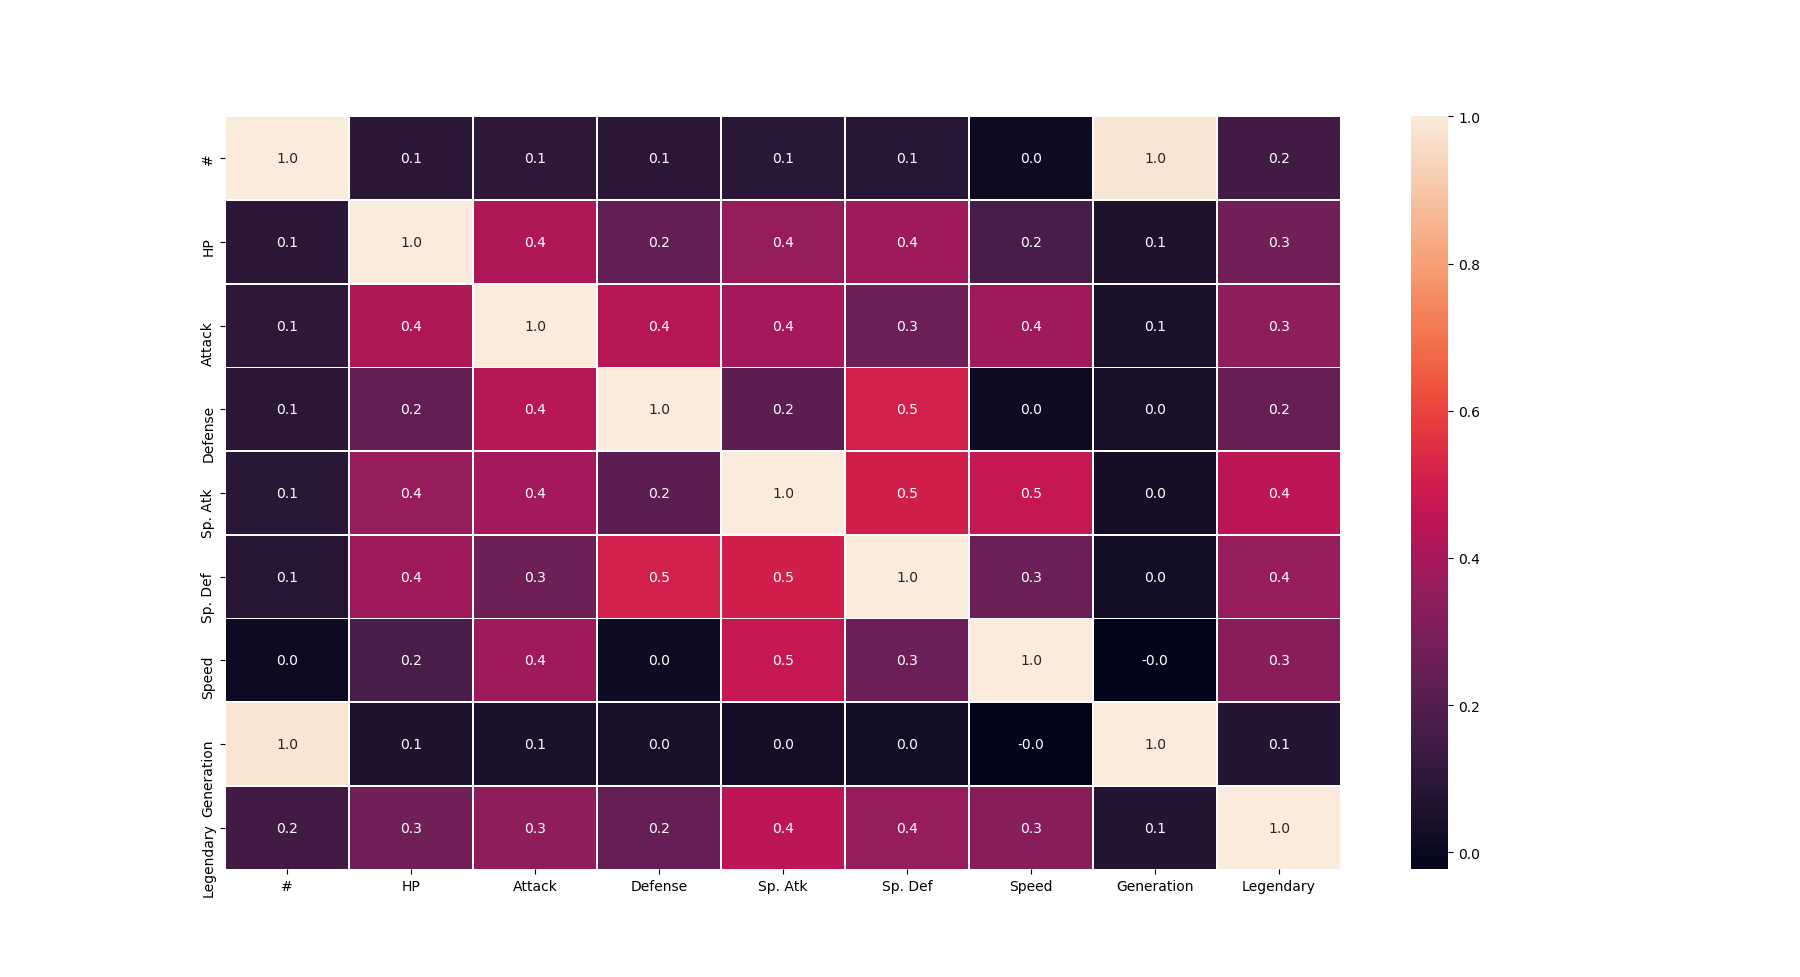 # 1.0 0.1 0.1 0.1 0.1 0.1 0.0 1.0 0.2
HP 0.1 1.0 0.4 0.2 0.4 0.4 0.2 0.1 0.3
Attack 0.1 0.4 1.0 0.4 0.4 0.3 0.4 0.1 0.3
Defense 0.1 0.2 0.4 1.0 0.2 0.5 0.0 0.0 0.2
Sp. Atk 0.1 0.4 0.4 0.2 1.0 0.5 0.5 0.0 0.4
Sp. Def 0.1 0.4 0.3 0.5 0.5 1.0 0.3 0.0 0.4
Speed 0.0 0.2 0.4 0.0 0.5 0.3 1.0 -0.0 0.3
Generation 1.0 0.1 0.1 0.0 0.0 0.0 -0.0 1.0 0.1
Legendary 0.2 0.3 0.3 0.2 0.4 0.4 0.3 0.1 1.0
# HP Attack Defense Sp. Atk Sp. Def Speed Generation Legendary
1.0
0.8
0.6
0.4
0.2
0.0